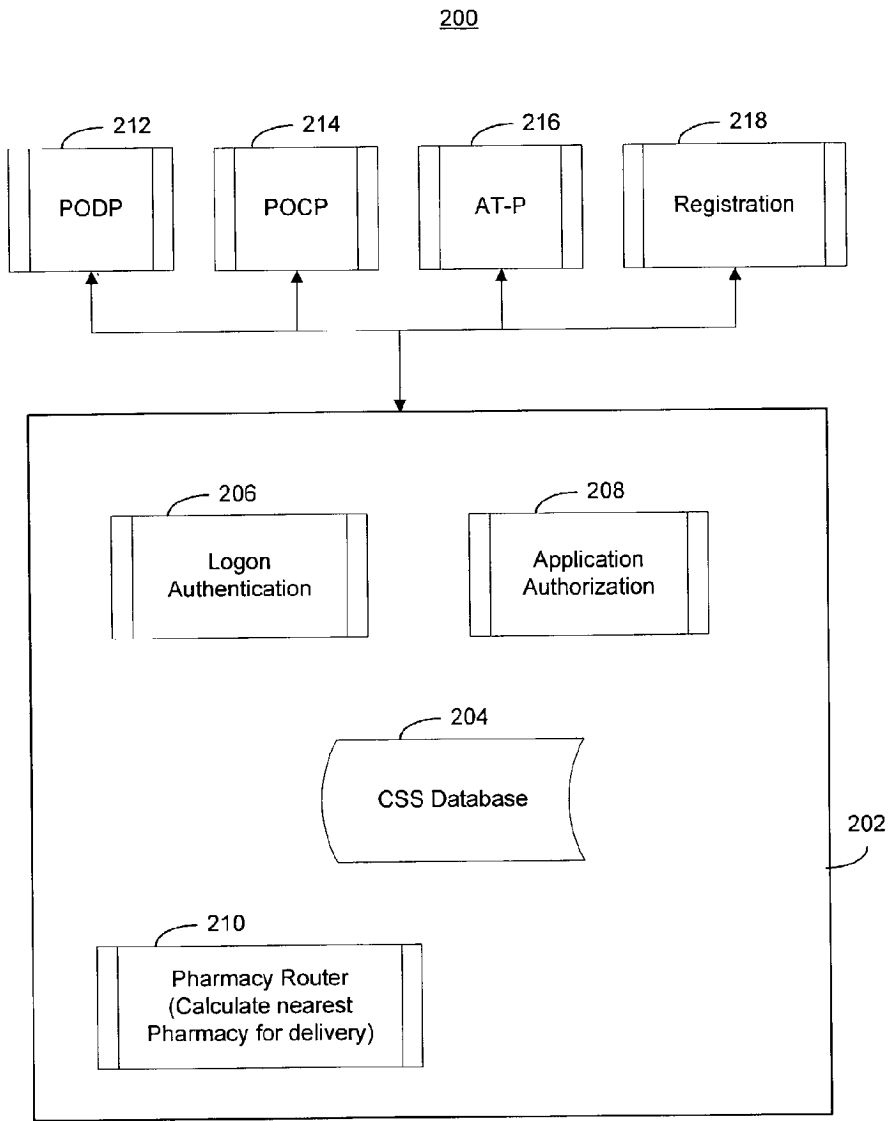 200
212
214
216
218
PODP
POCP
AT-P
Registration
206
208
Logon
Authentication
Application
Authorization
204
CSS Database
202
210
Pharmacy Router
(Calculate nearest
Pharmacy for delivery)